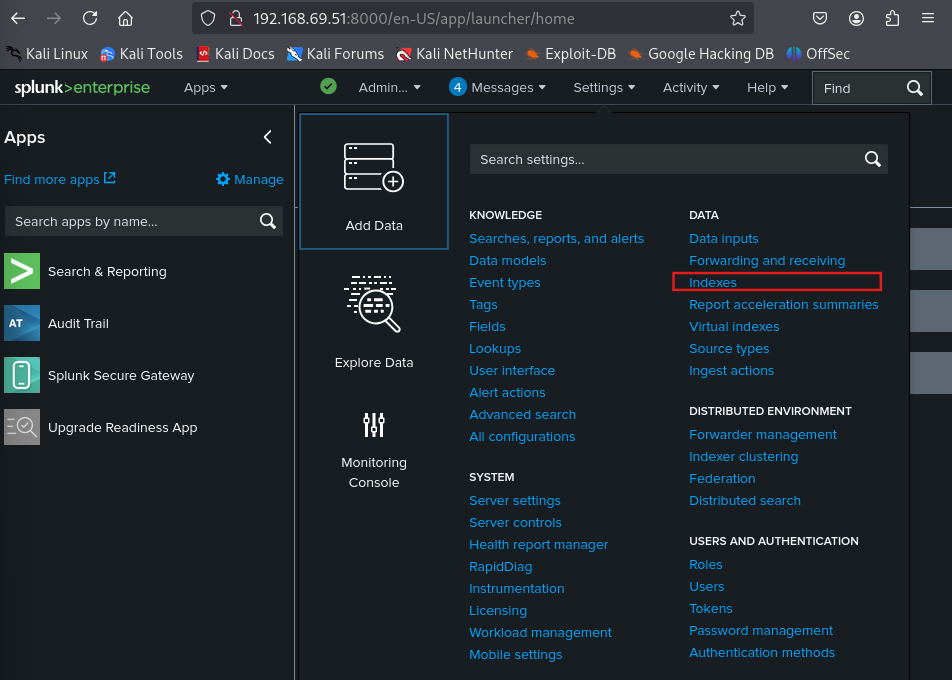 192.168.69.51:8000/en-US/app/launcher/home
Kali Linux Kali Tools Kali Docs Kali Forums Kali NetHunter Exploit-DB Google Hacking DB OffSec
splunk>enterprise Apps Admin... 4 Messages Settings Activity Help Find
Apps
Find more apps Manage
Search apps by name...
Search & Reporting
AT Audit Trail
Splunk Secure Gateway
Upgrade Readiness App
Add Data
Explore Data
Monitoring
Console
Search settings...
KNOWLEDGE
Searches, reports, and alerts
Data models
Event types
Tags
Fields
Lookups
User interface
Alert actions
Advanced search
All configurations
SYSTEM
Server settings
Server controls
Health report manager
RapidDiag
Instrumentation
Licensing
Workload management
Mobile settings
DATA
Data inputs
Forwarding and receiving
Indexes
Report acceleration summaries
Virtual indexes
Source types
Ingest actions
DISTRIBUTED ENVIRONMENT
Forwarder management
Indexer clustering
Federation
Distributed search
USERS AND AUTHENTICATION
Roles
Users
Tokens
Password management
Authentication methods